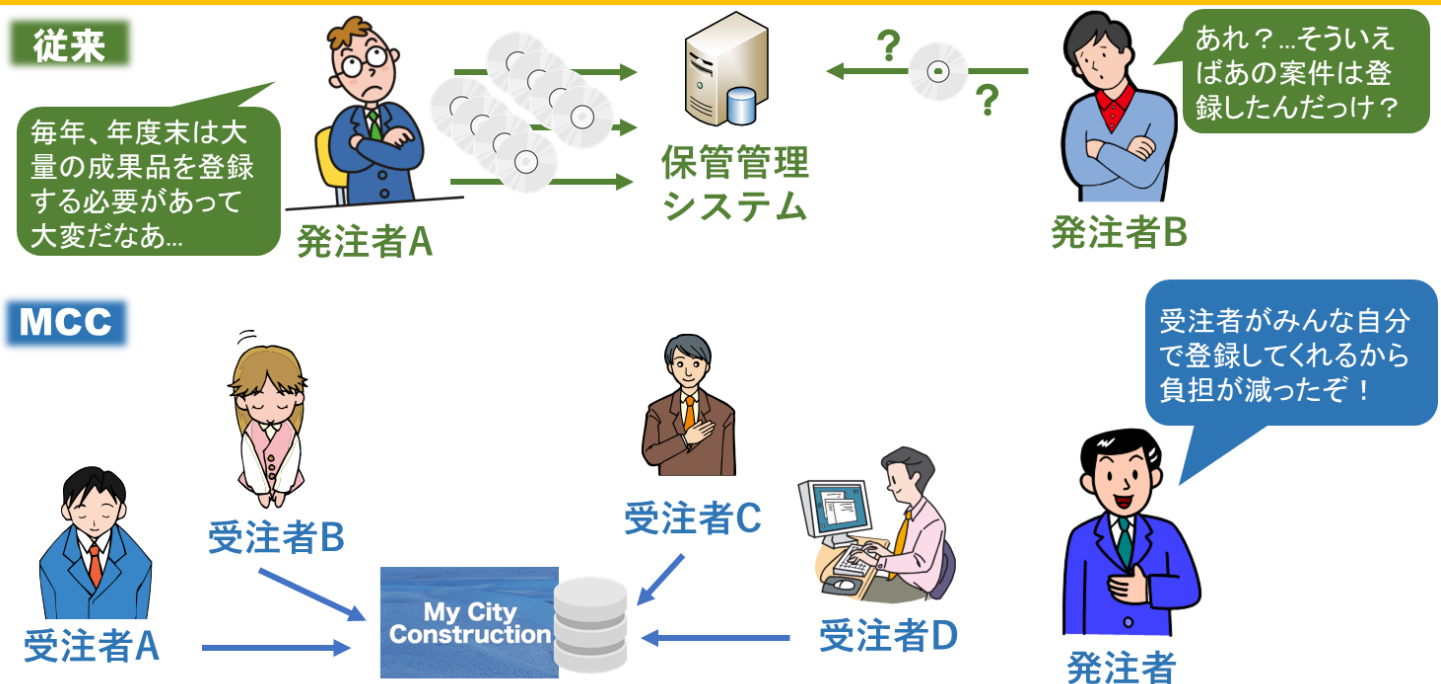 従来
毎年、年度末は大
量の成果品を登録
する必要があって
大変だなあ...
発注者A
保管管理
システム
?
?
あれ？...そういえ
ばあの案件は登
録したんだっけ？
発注者B
MCC
受注者がみんな自分
で登録してくれるから
負担が減ったぞ！
受注者A
受注者B
受注者C
受注者D
My City
Construction
発注者